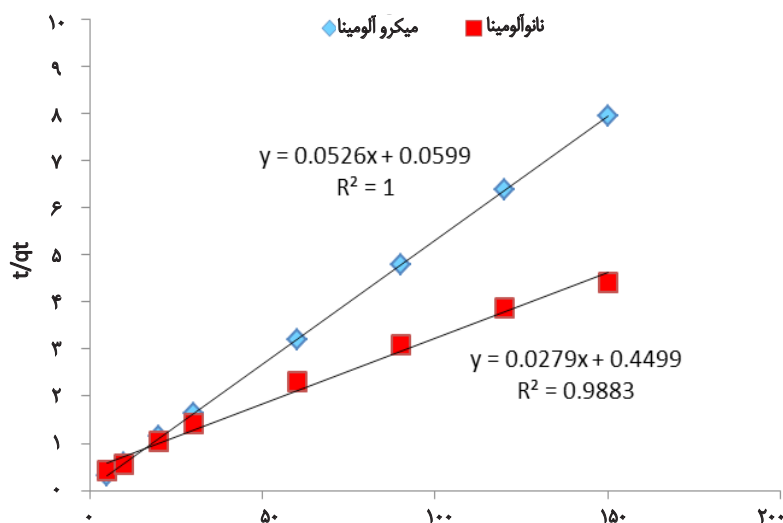 میکرو آلومینا
نانوآلومینا
۱۰
۹
۸
۷
۶
۵
۴
۳
۲
۱
۰
t/qt
y = 0.0526x + 0.0599
R² = 1
y = 0.0279x + 0.4499
R² = 0.9883
۰
۵۰
۱۰۰
۱۵۰
۲۰۰